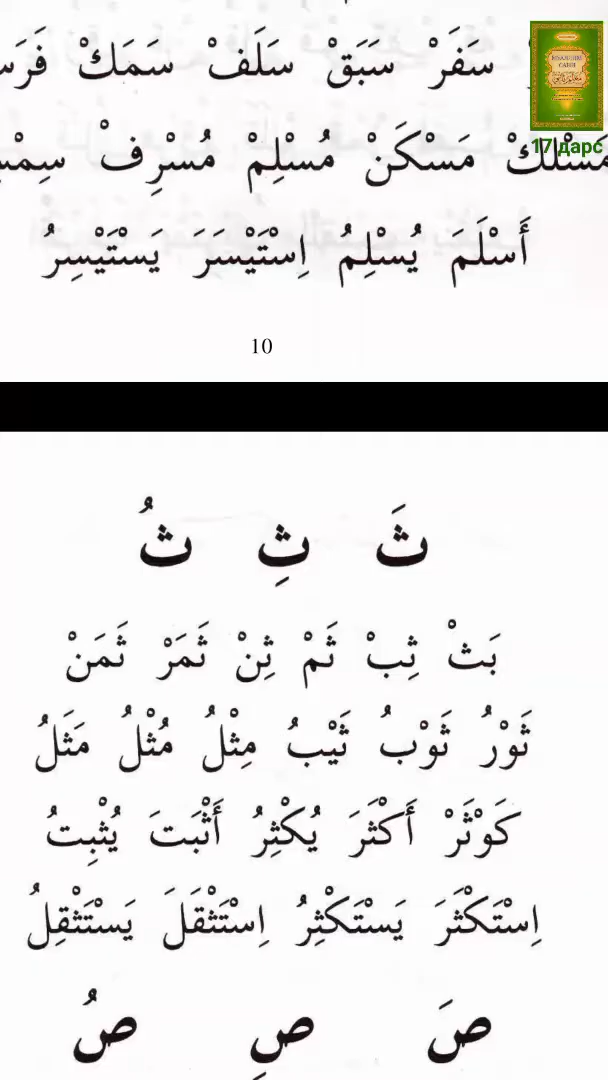 سَفَرْ سَبَقْ سَلَفْ سَمَكْ
17 дарс
مَسْلَكْ مَسْكَنْ مُسْلِمْ مُسْرِفْ
أَسْلَمَ يُسْلِمُ اِسْتَيْسَرَ يَسْتَيْسِرُ
10
ثَ ثِ ثُ
بَثْ ثِبْ ثَمْ ثِنْ ثَمَرْ ثَمَنْ
ثَوْرُ ثَوْبُ ثَيْبُ مِثْلُ مُثْلُ مَثَلُ
كَوْثَرْ أَكْثَرَ يُكْثِرُ أَثْبَتَ يُثْبِتُ
اِسْتَكْثَرَ يَسْتَكْثِرُ اِسْتَثْقَلَ يَسْتَثْقِلُ
صَ صِ صُ